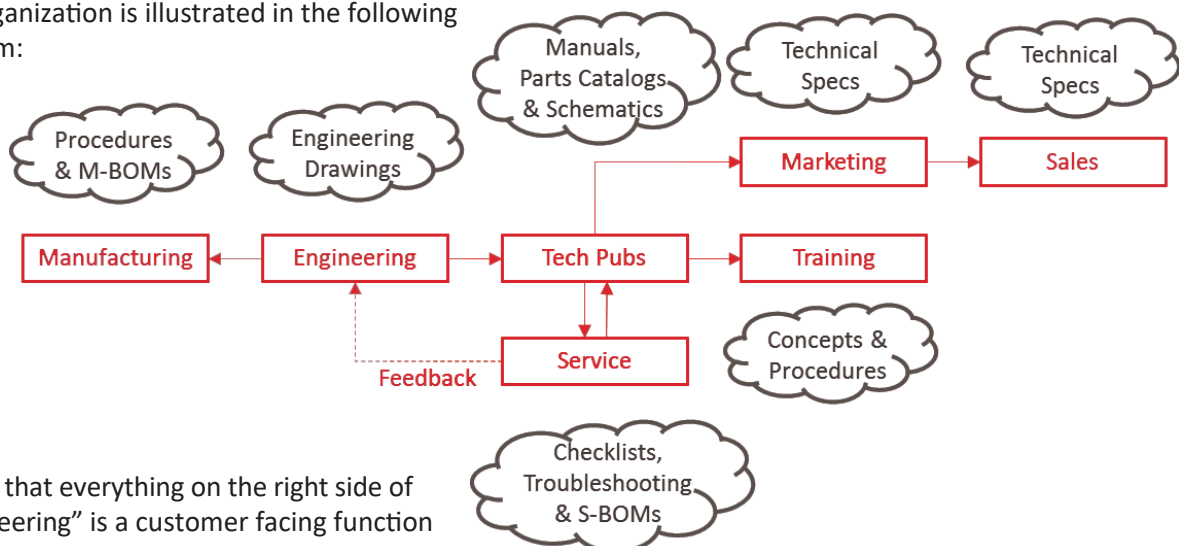 ganization is illustrated in the following
m:
Manuals,
Parts Catalogs
& Schematics
Technical
Specs
Technical
Specs
Procedures
& M-BOMs
Engineering
Drawings
Marketing
Sales
Manufacturing
Engineering
Tech Pubs
Training
Service
Feedback
Concepts &
Procedures
Checklists,
Troubleshooting
& S-BOMs
that everything on the right side of
eering” is a customer facing function